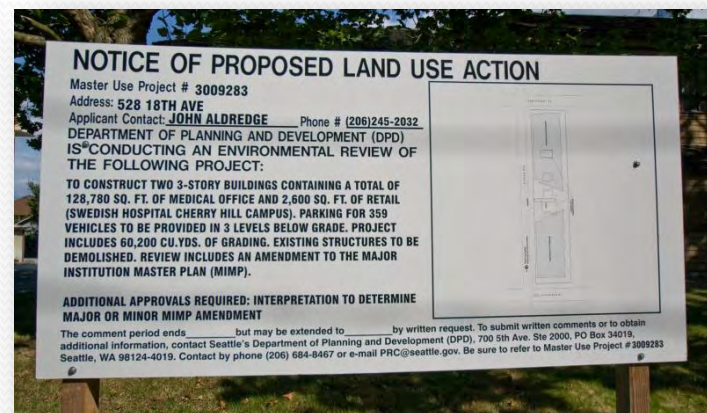 NOTICE OF PROPOSED LAND USE ACTION
Master Use Project # 3009283
Address: 528 18TH AVE
Applicant Contact: JOHN ALDREDGE Phone # (206)245-2032
DEPARTMENT OF PLANNING AND DEVELOPMENT (DPD)
IS CONDUCTING AN ENVIRONMENTAL REVIEW OF
THE FOLLOWING PROJECT:
TO CONSTRUCT TWO 3-STORY BUILDINGS CONTAINING A TOTAL OF
128,780 SQ. FT. OF MEDICAL OFFICE AND 2,600 SQ. FT. OF RETAIL
(SWEDISH HOSPITAL CHERRY HILL CAMPUS). PARKING FOR 359
VEHICLES TO BE PROVIDED IN 3 LEVELS BELOW GRADE. PROJECT
INCLUDES 60,200 CU.YDS. OF GRADING. EXISTING STRUCTURES TO BE
DEMOLISHED. REVIEW INCLUDES AN AMENDMENT TO THE MAJOR
INSTITUTION MASTER PLAN (MIMP).
ADDITIONAL APPROVALS REQUIRED: INTERPRETATION TO DETERMINE
MAJOR OR MINOR MIMP AMENDMENT
The comment period ends________but may be extended to________by written request. To submit written comments or to obtain
additional information, contact Seattle's Department of Planning and Development (DPD), 700 5th Ave. Ste 2000, PO Box 34019,
Seattle, WA 98124-4019. Contact by phone (206) 684-8467 or e-mail PRC@seattle.gov. Be sure to refer to Master Use Project #3009283